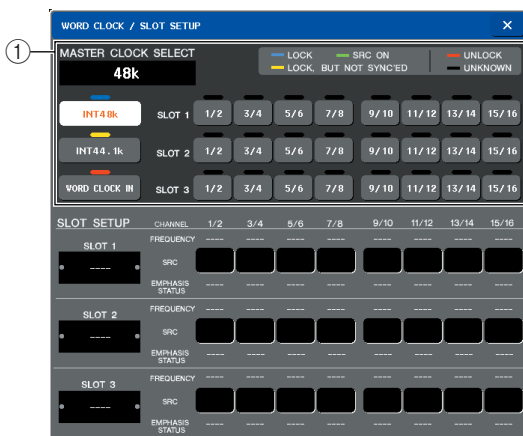 WORD CLOCK / SLOT SETUP ×
1
MASTER CLOCK SELECT
48k
LOCK SRC ON UNLOCK
LOCK, BUT NOT SYNC'ED UNKNOWN
INT48k SLOT 1 1/2 3/4 5/6 7/8 9/10 11/12 13/14 15/16
INT44.1k SLOT 2 1/2 3/4 5/6 7/8 9/10 11/12 13/14 15/16
WORD CLOCK IN SLOT 3 1/2 3/4 5/6 7/8 9/10 11/12 13/14 15/16
SLOT SETUP CHANNEL 1/2 3/4 5/6 7/8 9/10 11/12 13/14 15/16
SLOT 1 FREQUENCY ---- ---- ---- ---- ---- ---- ---- ----
---- SRC
EMPHASIS STATUS ---- ---- ---- ---- ---- ---- ---- ----
SLOT 2 FREQUENCY ---- ---- ---- ---- ---- ---- ---- ----
---- SRC
EMPHASIS STATUS ---- ---- ---- ---- ---- ---- ---- ----
SLOT 3 FREQUENCY ---- ---- ---- ---- ---- ---- ---- ----
---- SRC
EMPHASIS STATUS ---- ---- ---- ---- ---- ---- ---- ----